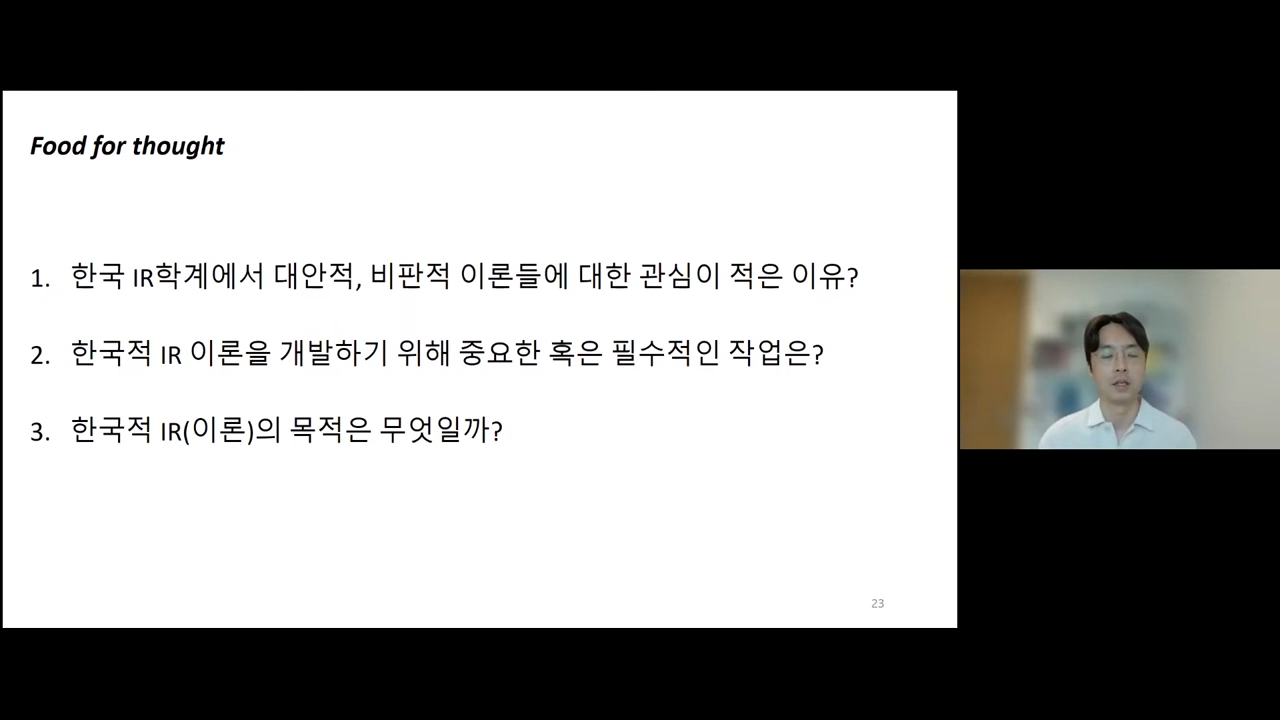 Food for thought
1. 한국 IR학계에서 대안적, 비판적 이론들에 대한 관심이 적은 이유?
2. 한국적 IR 이론을 개발하기 위해 중요한 혹은 필수적인 작업은?
3. 한국적 IR(이론)의 목적은 무엇일까?
23